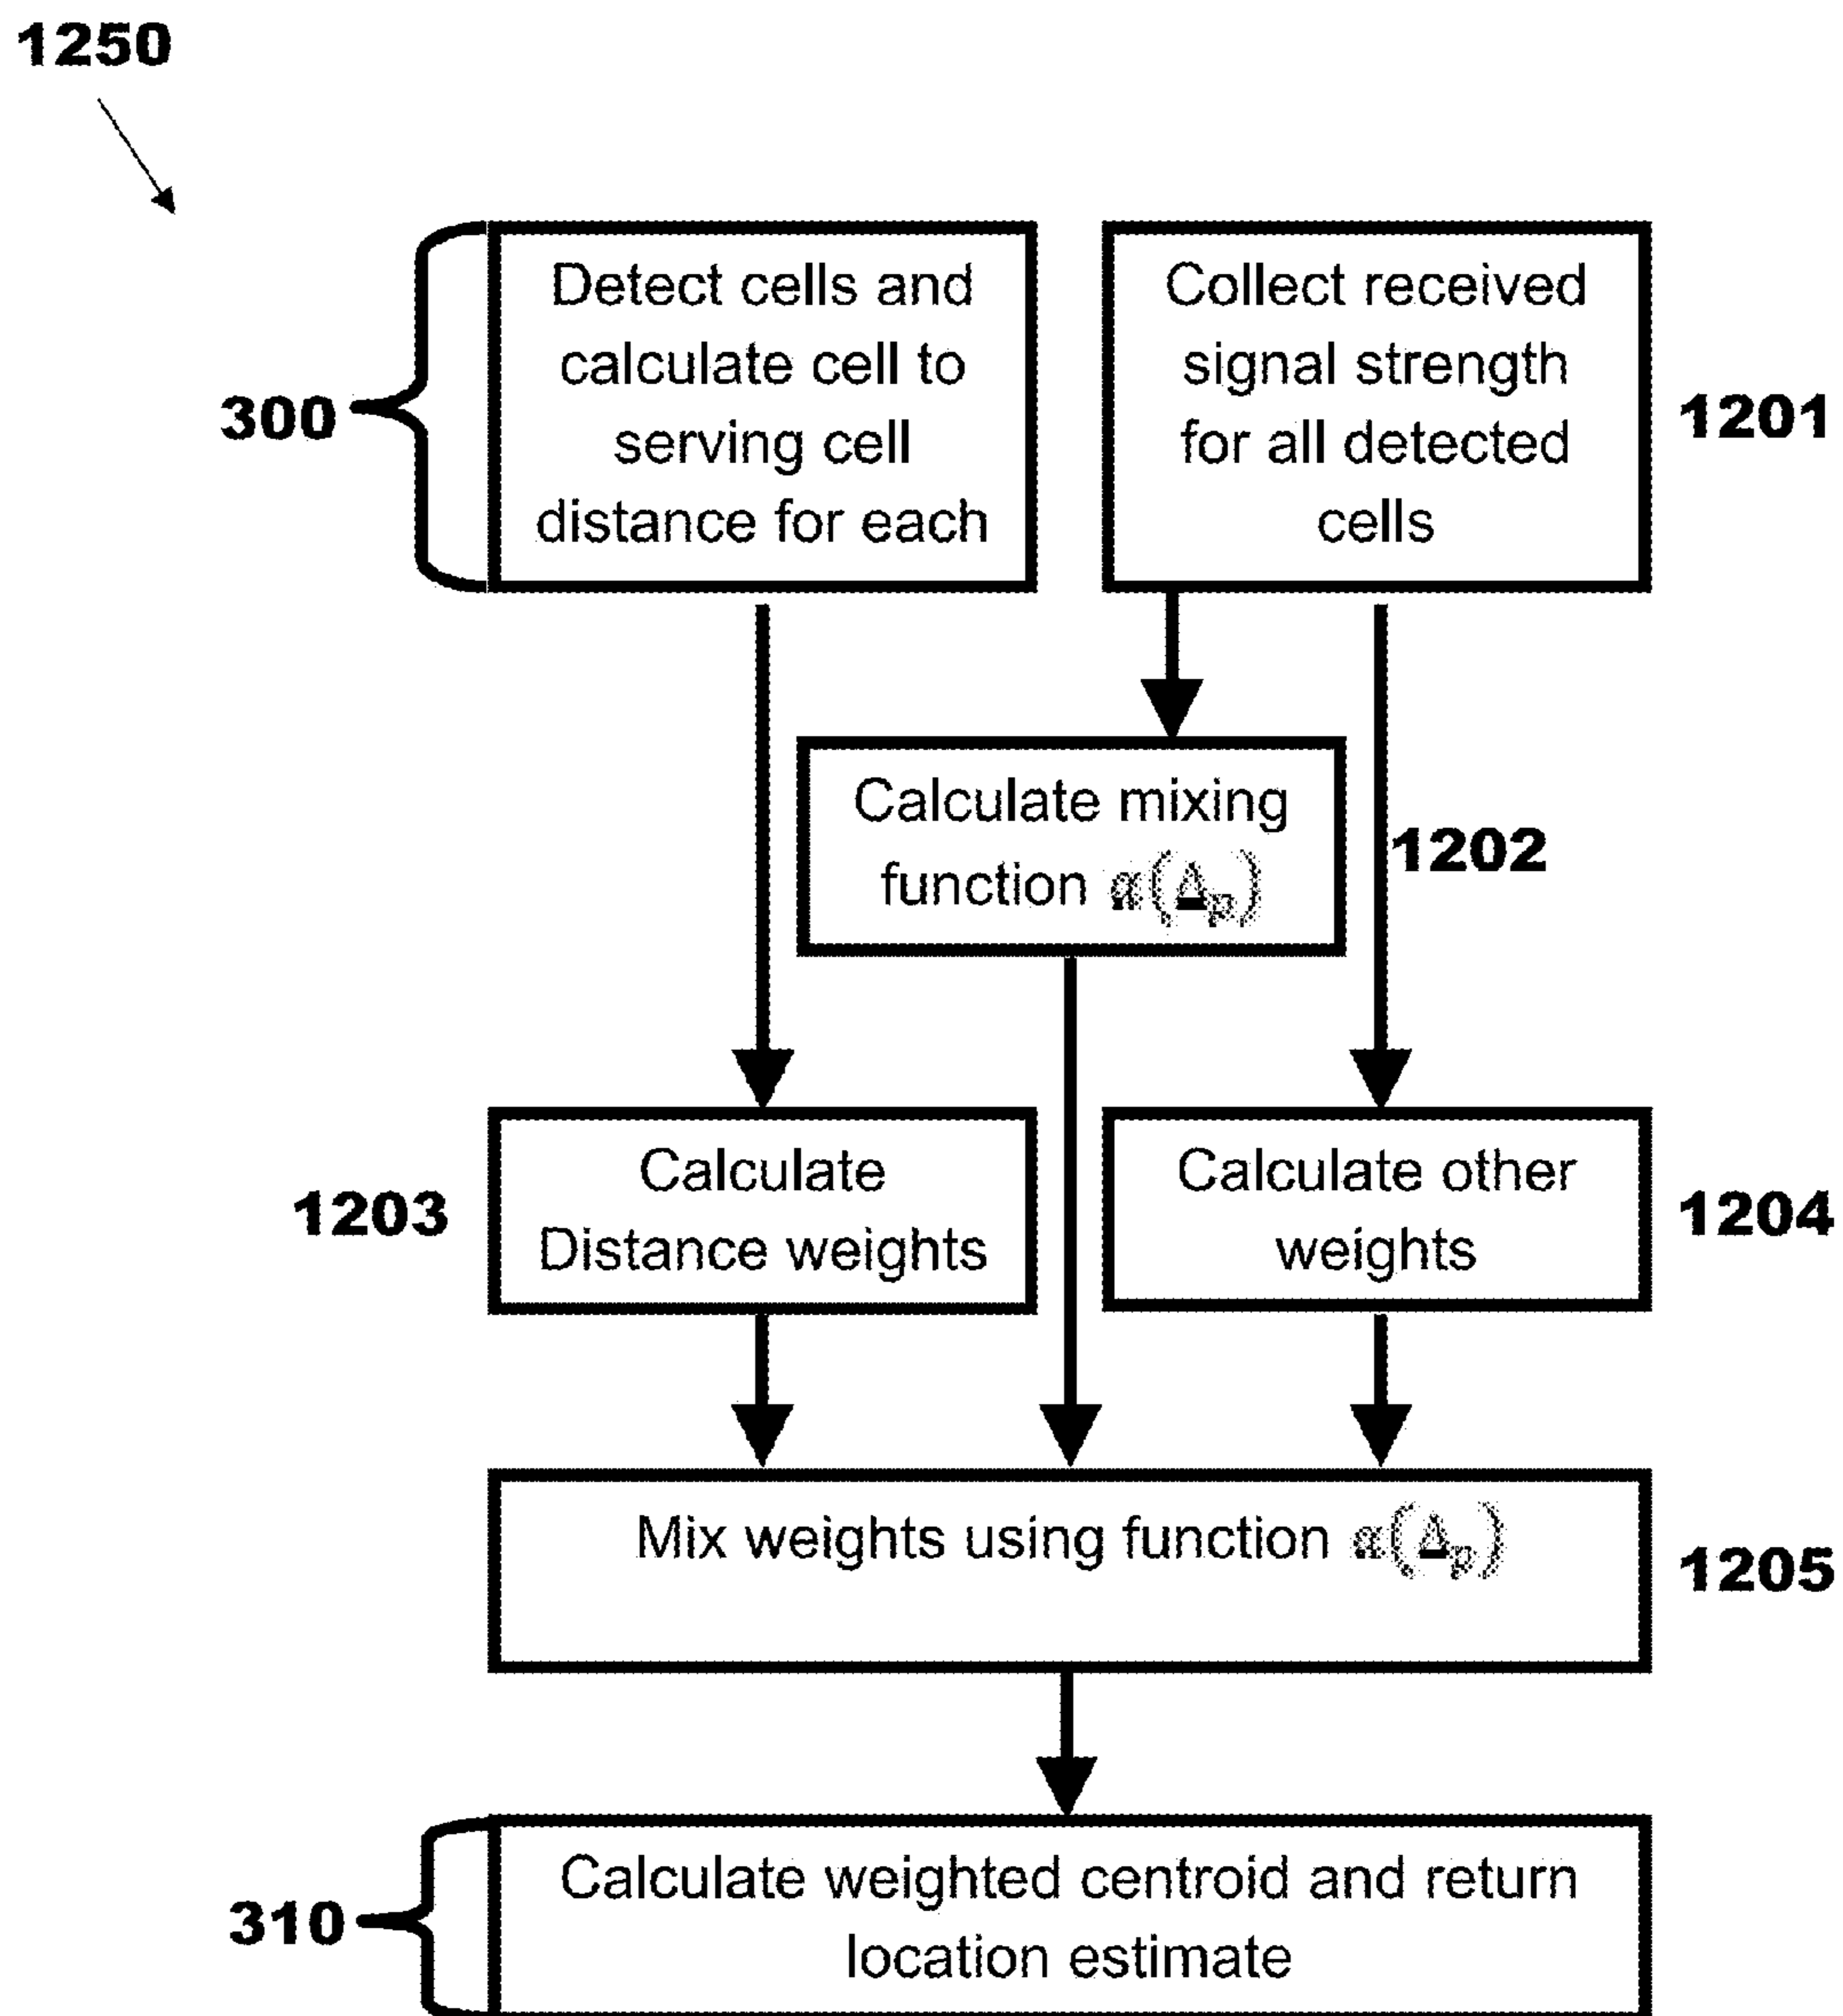 1250
Detect cells and
calculate cell to
serving cell
distance for each
300
Collect received
signal strength
for all detected
cells
1201
Calculate mixing
function α(Δp)
1202
Calculate
Distance weights
1203
Calculate other
weights
1204
Mix weights using function α(Δp)
1205
Calculate weighted centroid and return
location estimate
310